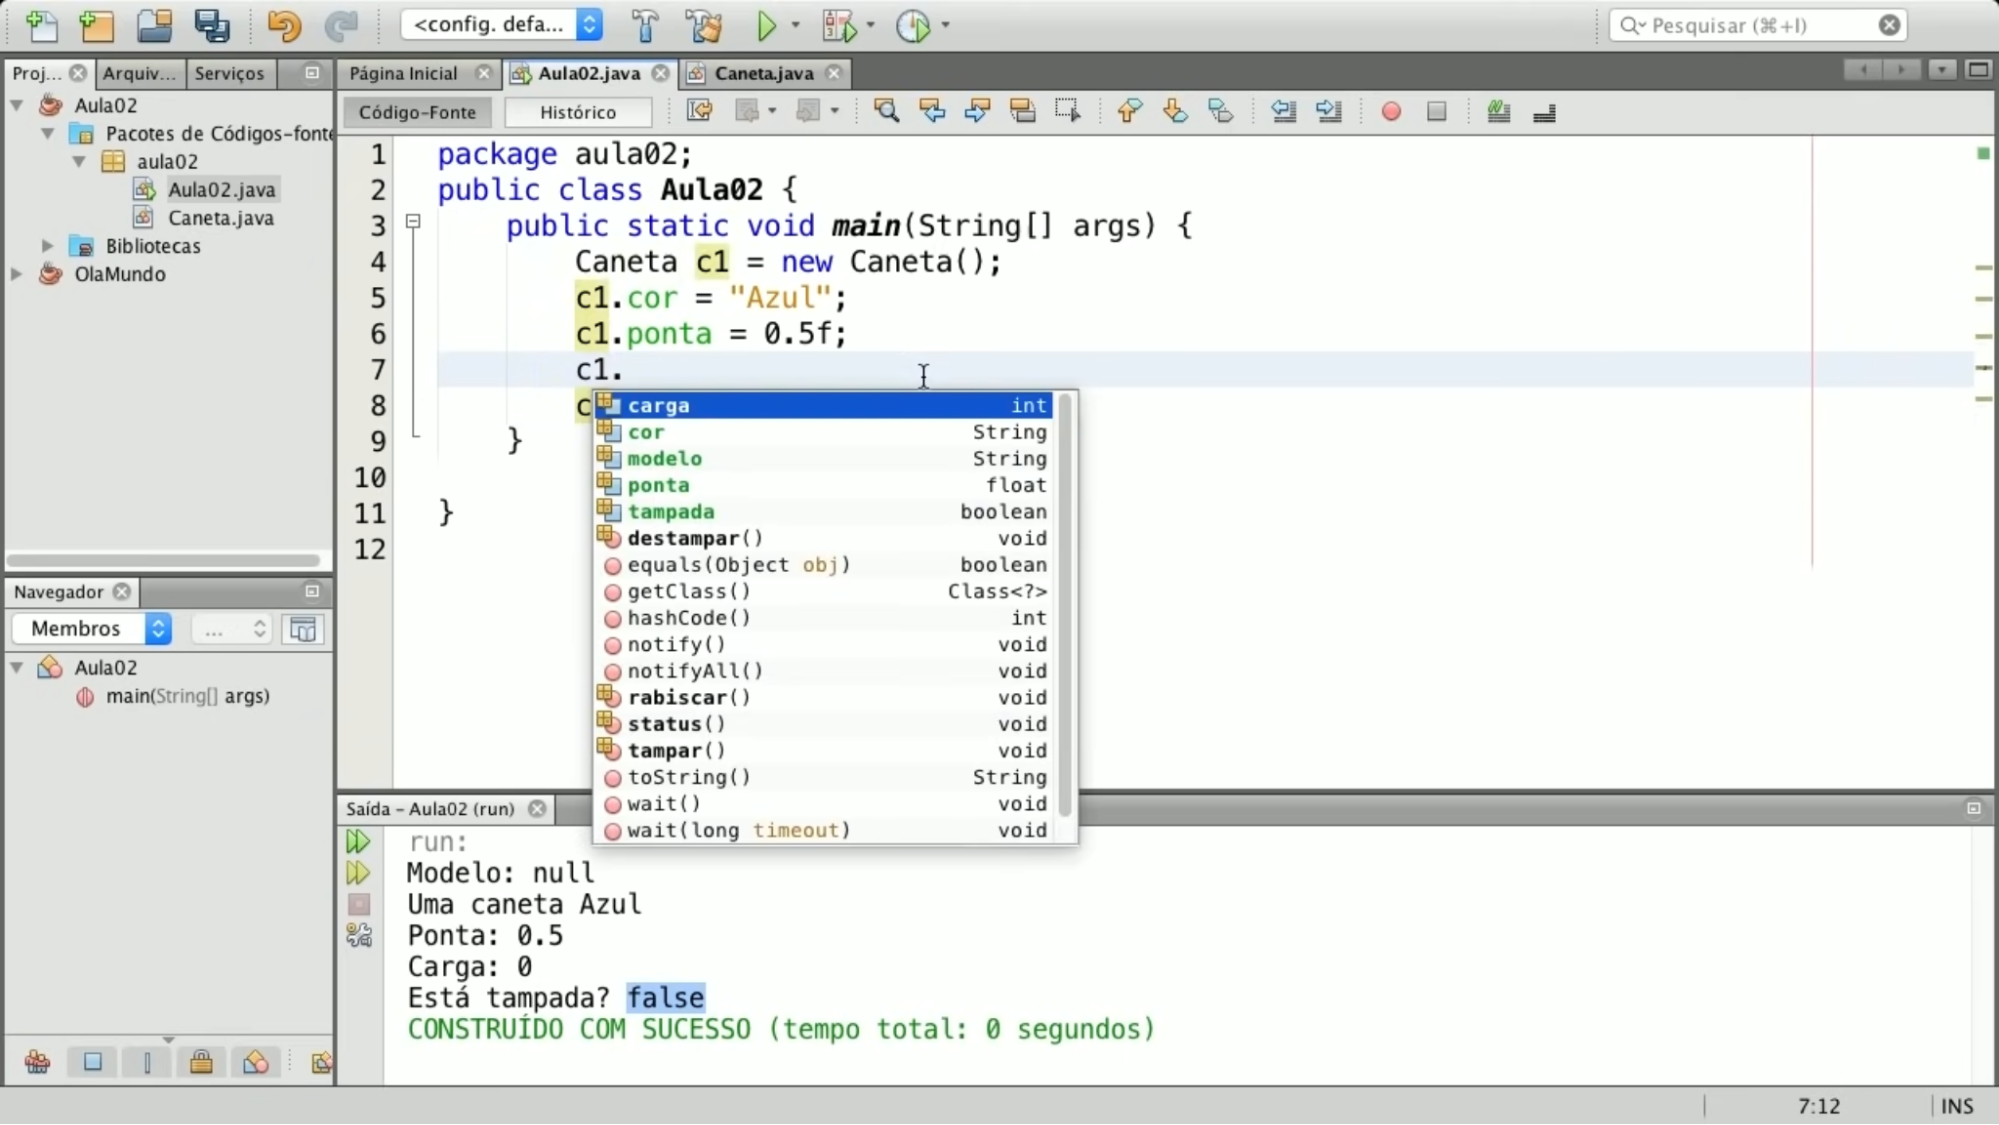 <config. defa...
Pesquisar (⌘+I)
Proj... Arquiv... Serviços
Página Inicial Aula02.java Caneta.java
Aula02
Pacotes de Códigos-fonte
aula02
Aula02.java
Caneta.java
Bibliotecas
OlaMundo
Código-Fonte Histórico
1 package aula02;
2 public class Aula02 {
3 public static void main(String[] args) {
4 Caneta c1 = new Caneta();
5 c1.cor = "Azul";
6 c1.ponta = 0.5f;
7 c1.
8 c
9 }
10
11 }
12
carga int
cor String
modelo String
ponta float
tampada boolean
destampar() void
equals(Object obj) boolean
getClass() Class<?>
hashCode() int
notify() void
notifyAll() void
rabiscar() void
status() void
tampar() void
toString() String
wait() void
wait(long timeout) void
Navegador
Membros ...
Aula02
main(String[] args)
Saída – Aula02 (run)
run:
Modelo: null
Uma caneta Azul
Ponta: 0.5
Carga: 0
Está tampada? false
CONSTRUÍDO COM SUCESSO (tempo total: 0 segundos)
7:12 INS